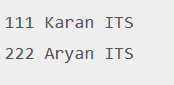 111 Karan ITS
222 Aryan ITS